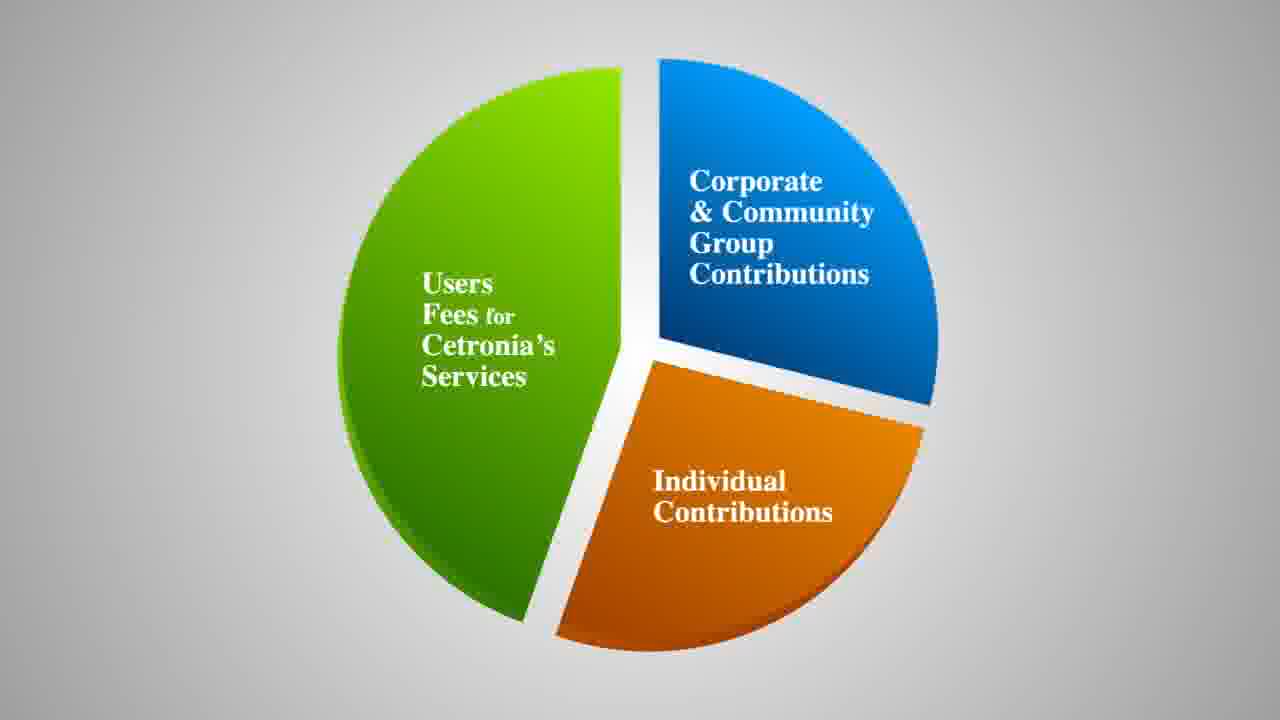 Corporate
& Community
Group
Contributions
Users
Fees for
Cetronia's
Services
Individual
Contributions